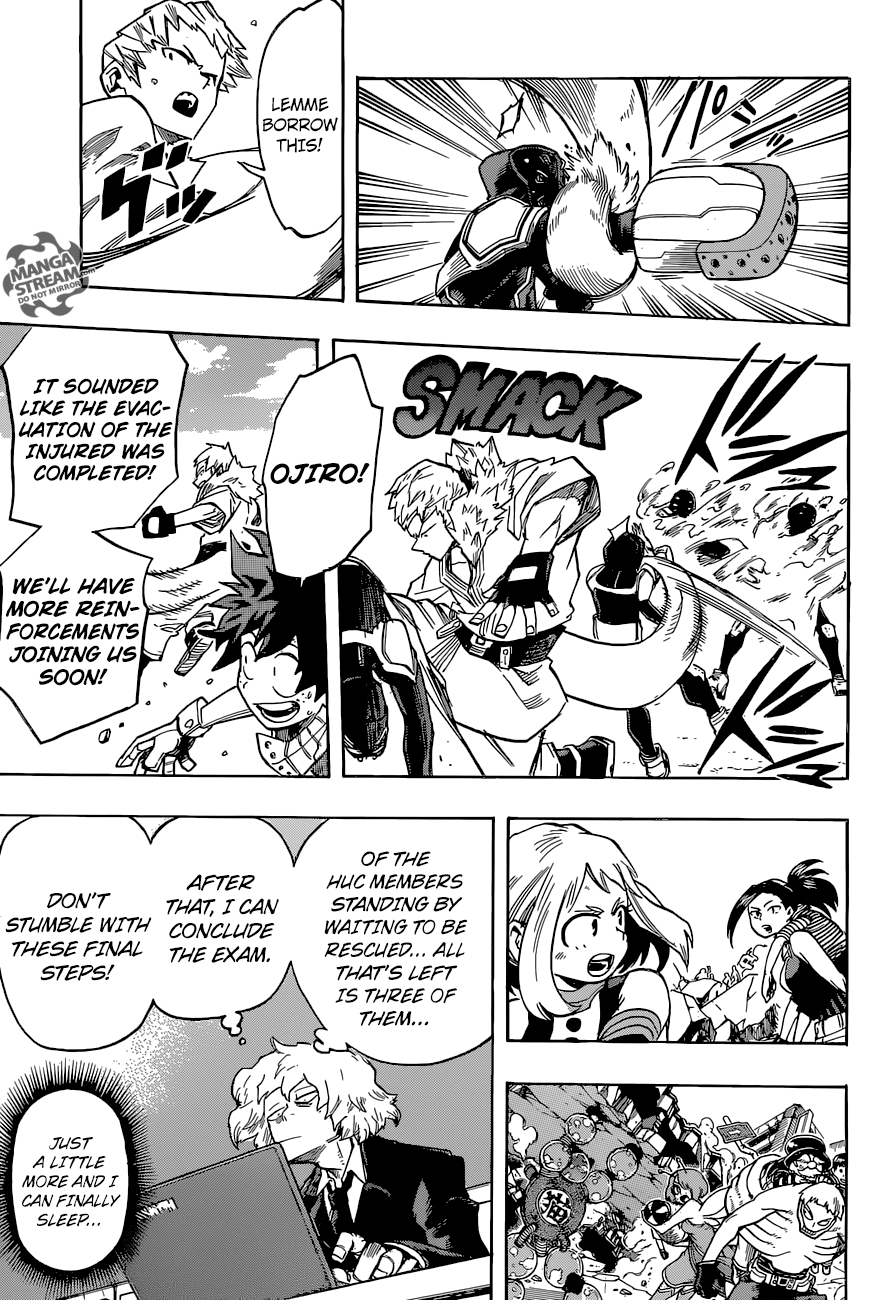 LEMME
BORROW
THIS!
MANGA
STREAM.com
DO NOT MIRROR!
SMACK
OJIRO!
IT SOUNDED
LIKE THE EVAC-
UATION OF THE
INJURED WAS
COMPLETED!
WE'LL HAVE
MORE REIN-
FORCEMENTS
JOINING US
SOON!
OF THE
HUC MEMBERS
STANDING BY
WAITING TO BE
RESCUED... ALL
THAT'S LEFT
IS THREE OF
THEM...
AFTER
THAT, I CAN
CONCLUDE
THE EXAM.
DON'T
STUMBLE WITH
THESE FINAL
STEPS!
JUST
A LITTLE
MORE AND I
CAN FINALLY
SLEEP...